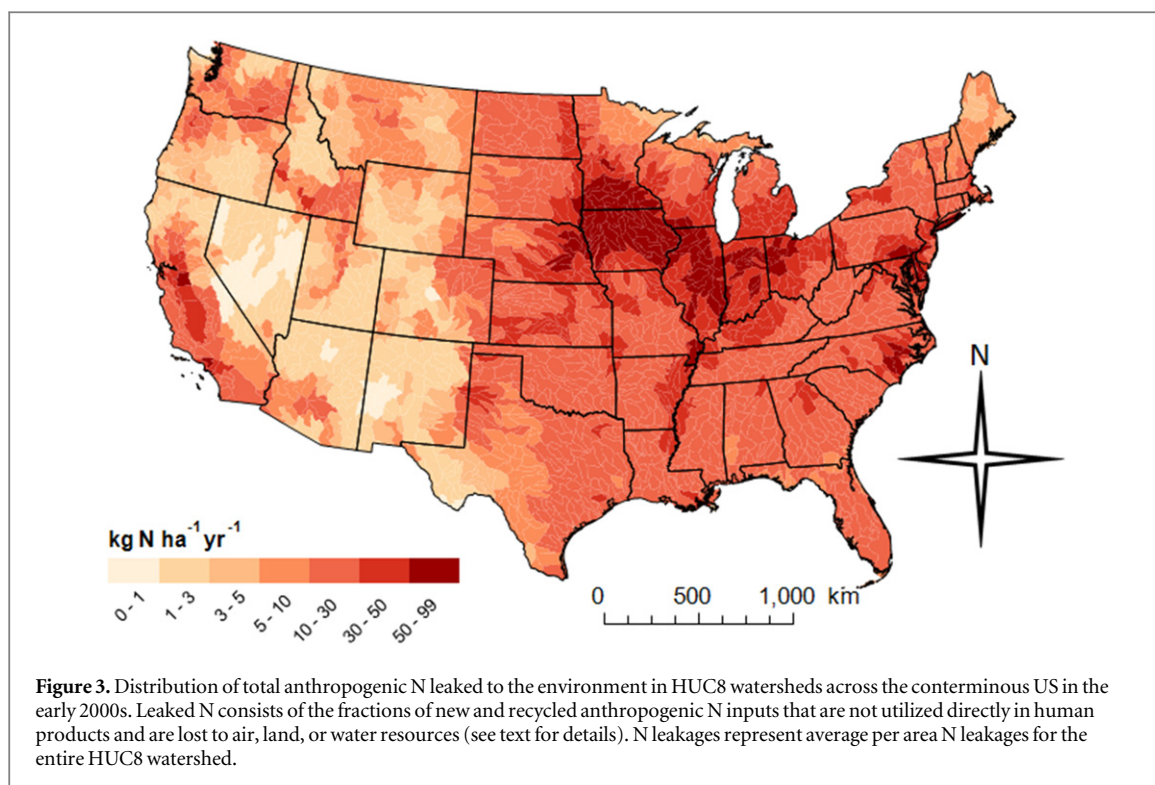 N
kg N ha⁻¹ yr⁻¹
0 - 1
1 - 3
3 - 5
5 - 10
10 - 30
30 - 50
50 - 99
0 500 1,000 km
Figure 3. Distribution of total anthropogenic N leaked to the environment in HUC8 watersheds across the conterminous US in the
early 2000s. Leaked N consists of the fractions of new and recycled anthropogenic N inputs that are not utilized directly in human
products and are lost to air, land, or water resources (see text for details). N leakages represent average per area N leakages for the
entire HUC8 watershed.